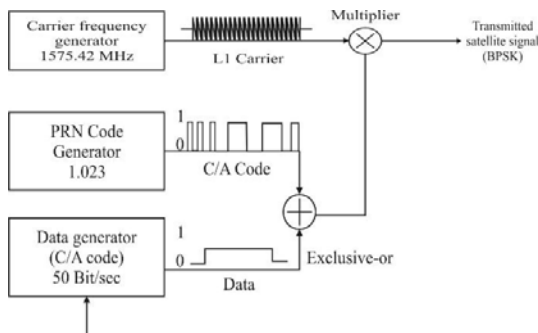 Carrier frequency
generator
1575.42 MHz
L1 Carrier
Multiplier
Transmitted
satellite signal
(BPSK)
PRN Code
Generator
1.023
1
0
C/A Code
Data generator
(C/A code)
50 Bit/sec
1
0
Data
Exclusive-or